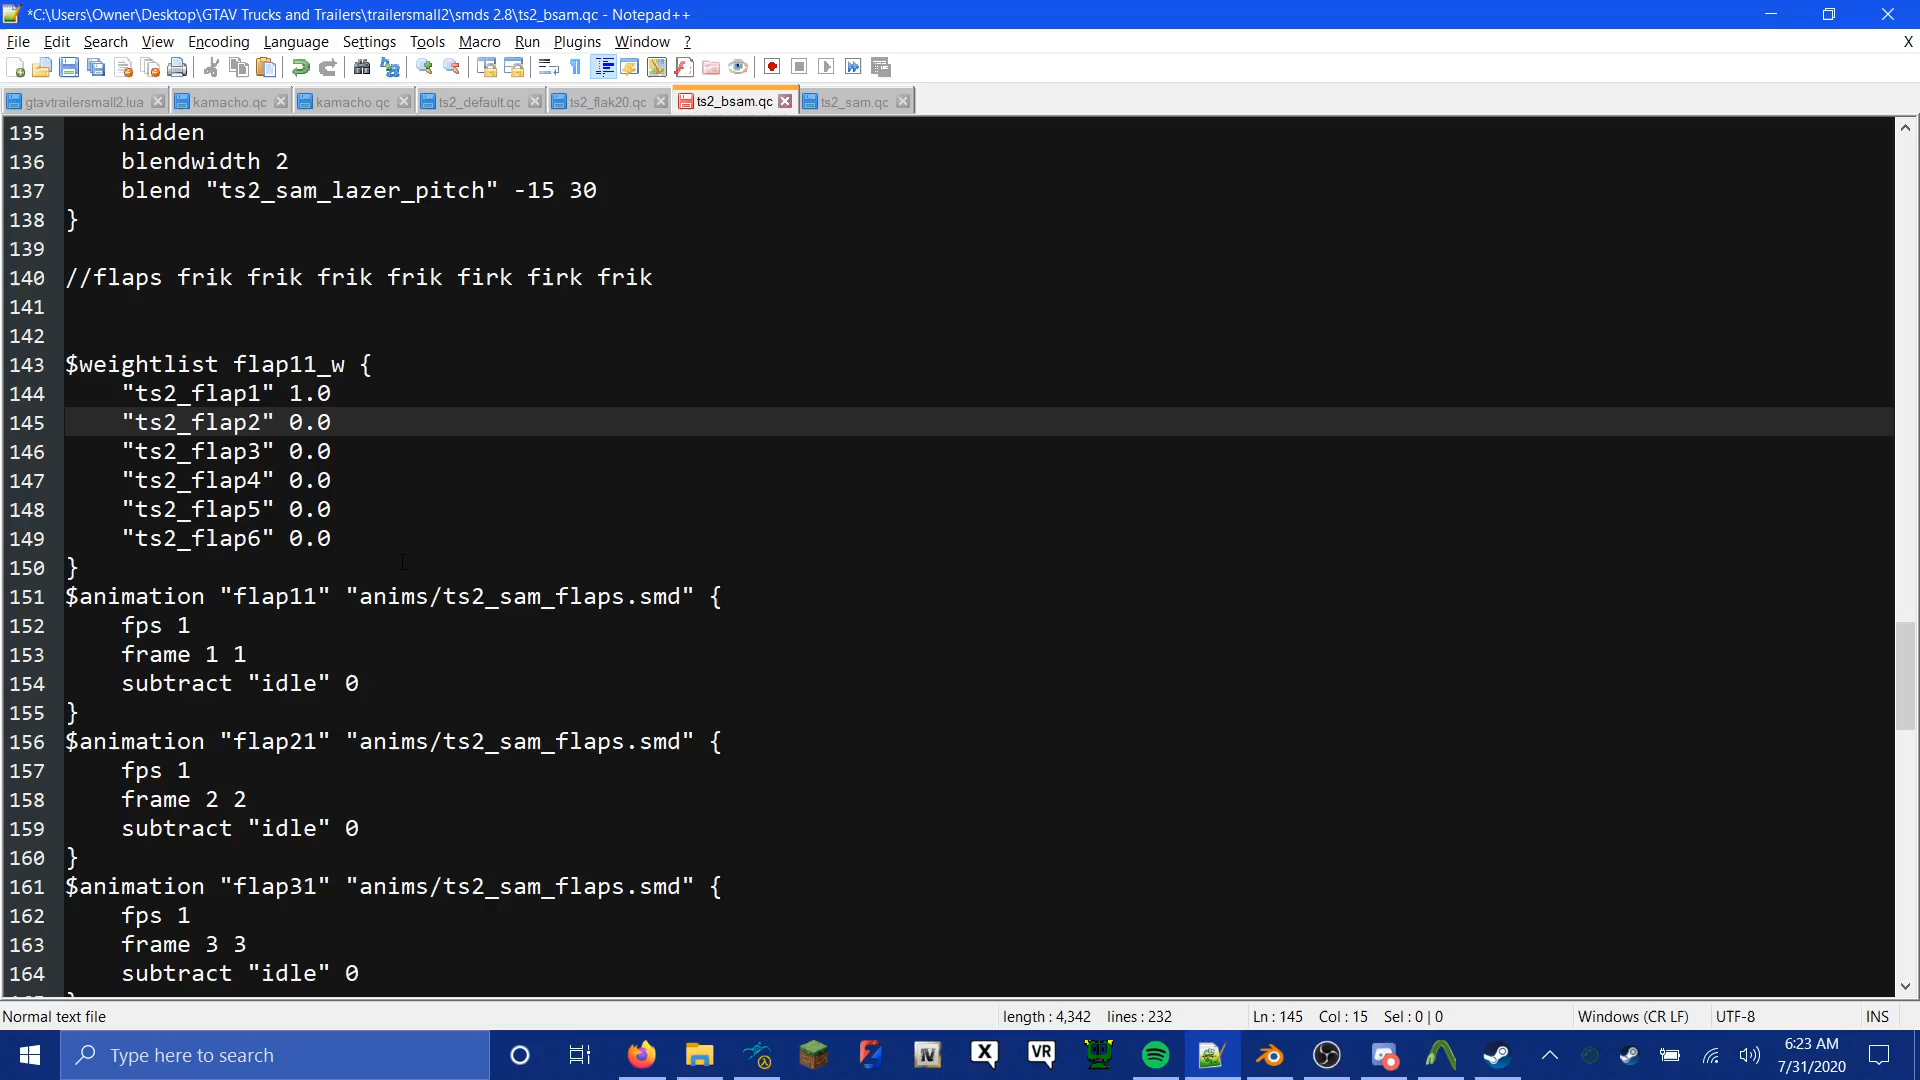 *C:\Users\Owner\Desktop\GTAV Trucks and Trailers\trailersmall2\smds 2.8\ts2_bsam.qc - Notepad++
File Edit Search View Encoding Language Settings Tools Macro Run Plugins Window ? X
gtavtrailersmall2.lua kamacho.qc kamacho.qc ts2_default.qc ts2_flak20.qc ts2_bsam.qc ts2_sam.qc
135 hidden
136 blendwidth 2
137 blend "ts2_sam_lazer_pitch" -15 30
138 }
139
140 //flaps frik frik frik frik firk firk frik
141
142
143 $weightlist flap11_w {
144 "ts2_flap1" 1.0
145 "ts2_flap2" 0.0
146 "ts2_flap3" 0.0
147 "ts2_flap4" 0.0
148 "ts2_flap5" 0.0
149 "ts2_flap6" 0.0
150 }
151 $animation "flap11" "anims/ts2_sam_flaps.smd" {
152 fps 1
153 frame 1 1
154 subtract "idle" 0
155 }
156 $animation "flap21" "anims/ts2_sam_flaps.smd" {
157 fps 1
158 frame 2 2
159 subtract "idle" 0
160 }
161 $animation "flap31" "anims/ts2_sam_flaps.smd" {
162 fps 1
163 frame 3 3
164 subtract "idle" 0
Normal text file length : 4,342 lines : 232 Ln : 145 Col : 15 Sel : 0 | 0 Windows (CR LF) UTF-8 INS
Type here to search
IV X VR
6:23 AM
7/31/2020